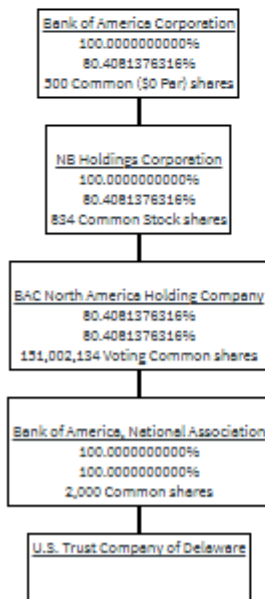 Bank of America Corporation
100.0000000000%
80.4081376316%
500 Common ($0 Par) shares
NB Holdings Corporation
100.0000000000%
80.4081376316%
834 Common Stock shares
BAC North America Holding Company
80.4081376316%
80.4081376316%
151,002,134 Voting Common shares
Bank of America, National Association
100.0000000000%
100.0000000000%
2,000 Common shares
U.S. Trust Company of Delaware